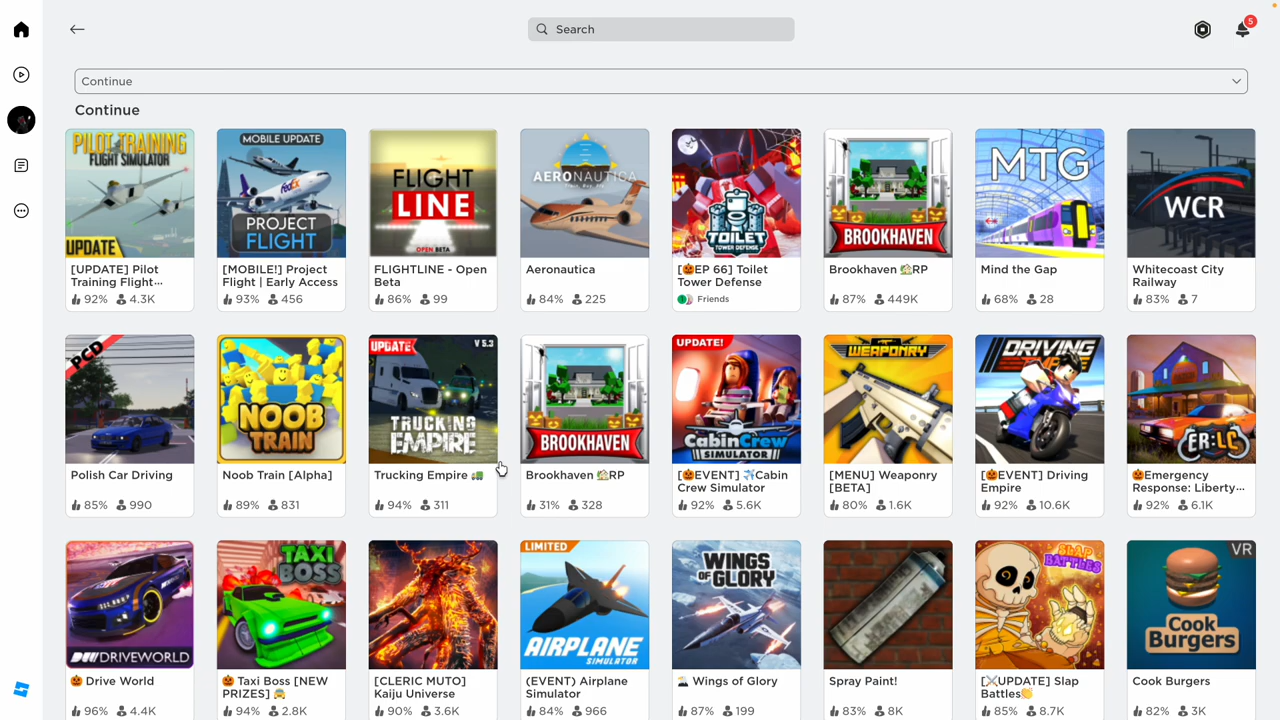 Search
5
Continue
Continue
PILOT TRAINING
FLIGHT SIMULATOR
UPDATE
MOBILE UPDATE
FedEx
PROJECT
FLIGHT
FLIGHT
LINE
OPEN BETA
AERONAUTICA
TOILET
TOWER DEFENSE
BROOKHAVEN
MTG
WCR
[UPDATE] Pilot
Training Flight...
[MOBILE!] Project
Flight | Early Access
FLIGHTLINE - Open
Beta
Aeronautica
[🎃EP 66] Toilet
Tower Defense
Brookhaven 🏡RP
Mind the Gap
Whitecoast City
Railway
92% 4.3K
93% 456
86% 99
84% 225
Friends
87% 449K
68% 28
83% 7
PCD
NOOB
TRAIN
UPDATE
V 5.3
TRUCKING
EMPIRE
BROOKHAVEN
UPDATE!
CabinCrew
SIMULATOR
WEAPONRY
DRIVING
EMPIRE
ER:LC
Polish Car Driving
Noob Train [Alpha]
Trucking Empire 🚛
Brookhaven 🏡RP
[🎃EVENT] ✈️Cabin
Crew Simulator
[MENU] Weaponry
[BETA]
[🎃EVENT] Driving
Empire
🎃Emergency
Response: Liberty...
85% 990
89% 831
94% 311
31% 328
92% 5.6K
80% 1.6K
92% 10.6K
92% 6.1K
DRIVEWORLD
TAXI
BOSS
LIMITED
AIRPLANE
SIMULATOR
WINGS
OF GLORY
SLAP
BATTLES
VR
Cook
Burgers
🎃 Drive World
🎃 Taxi Boss [NEW
PRIZES] 🚖
[CLERIC MUTO]
Kaiju Universe
(EVENT) Airplane
Simulator
Wings of Glory
Spray Paint!
[⚔️UPDATE] Slap
Battles👏
Cook Burgers
96% 4.4K
94% 2.8K
90% 3.6K
84% 966
87% 199
83% 8K
85% 8.7K
82% 3K